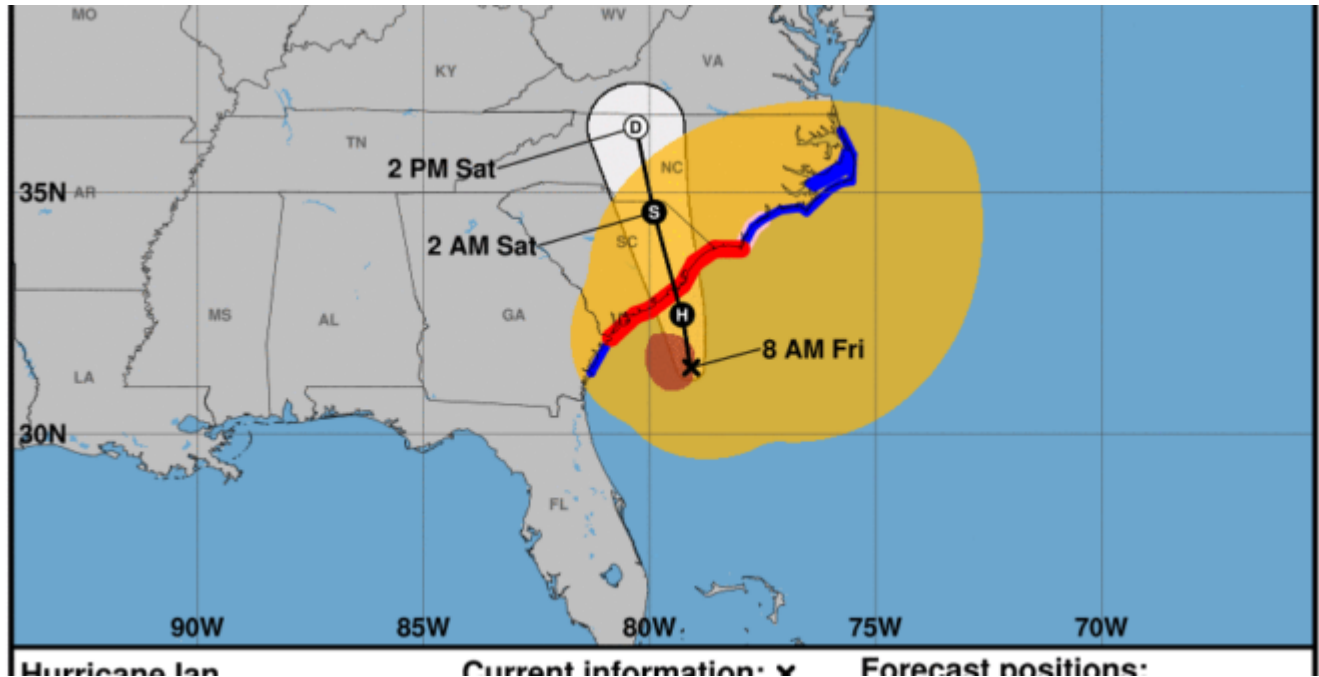 MO
WV
KY
VA
D
TN
2 PM Sat
NC
35N
AR
S
SC
2 AM Sat
MS
AL
GA
H
8 AM Fri
LA
30N
FL
90W
85W
80W
75W
70W
Hurricane Ian
Current information: x
Forecast positions: